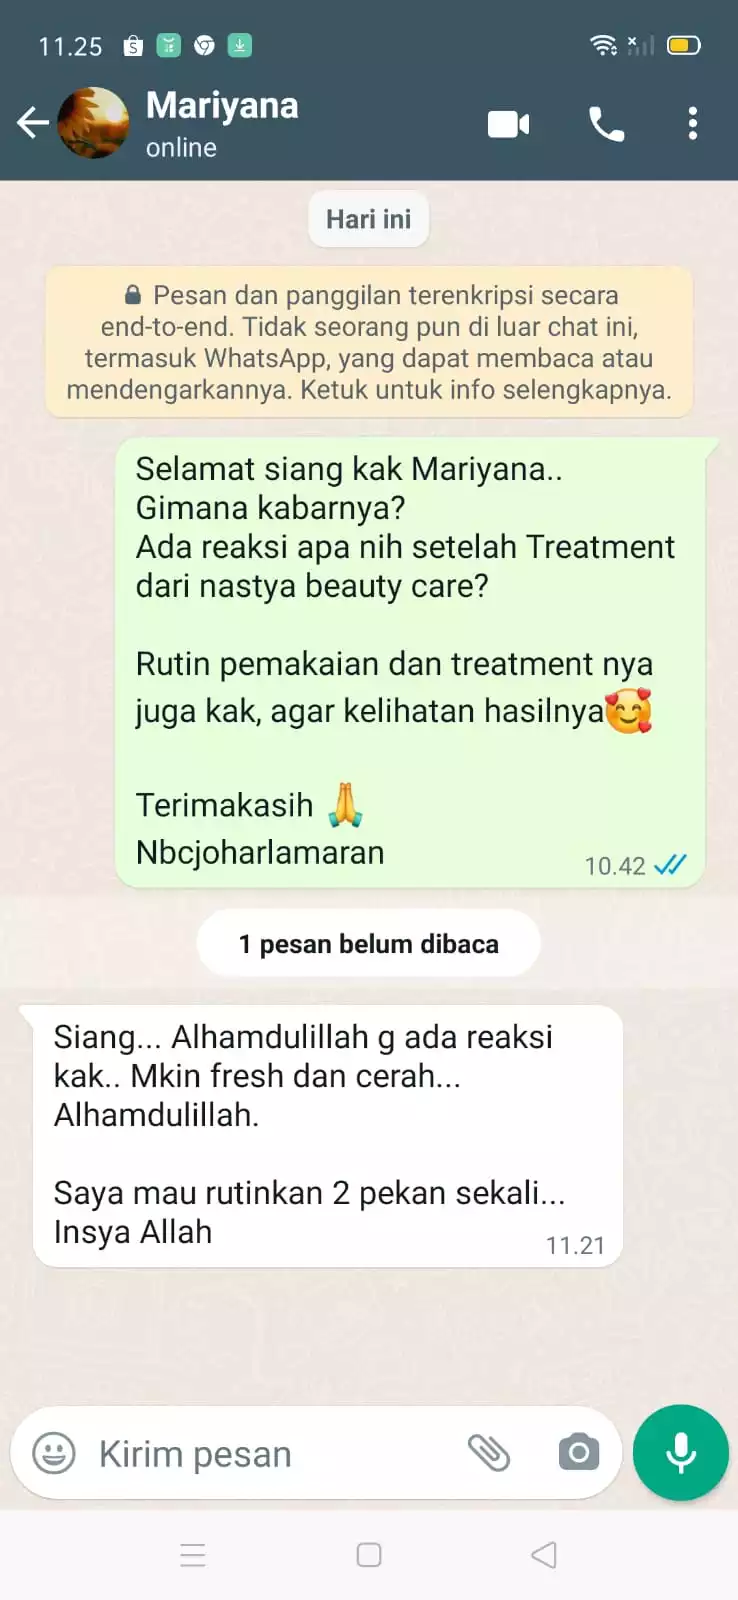 11.25
Mariyana
online
Hari ini
Pesan dan panggilan terenkripsi secara
end-to-end. Tidak seorang pun di luar chat ini,
termasuk WhatsApp, yang dapat membaca atau
mendengarkannya. Ketuk untuk info selengkapnya.
Selamat siang kak Mariyana..
Gimana kabarnya?
Ada reaksi apa nih setelah Treatment
dari nastya beauty care?
Rutin pemakaian dan treatment nya
juga kak, agar kelihatan hasilnya🥰
Terimakasih 🙏
Nbcjoharlamaran
10.42
1 pesan belum dibaca
Siang... Alhamdulillah g ada reaksi
kak.. Mkin fresh dan cerah...
Alhamdulillah.
Saya mau rutinkan 2 pekan sekali...
Insya Allah
11.21
Kirim pesan